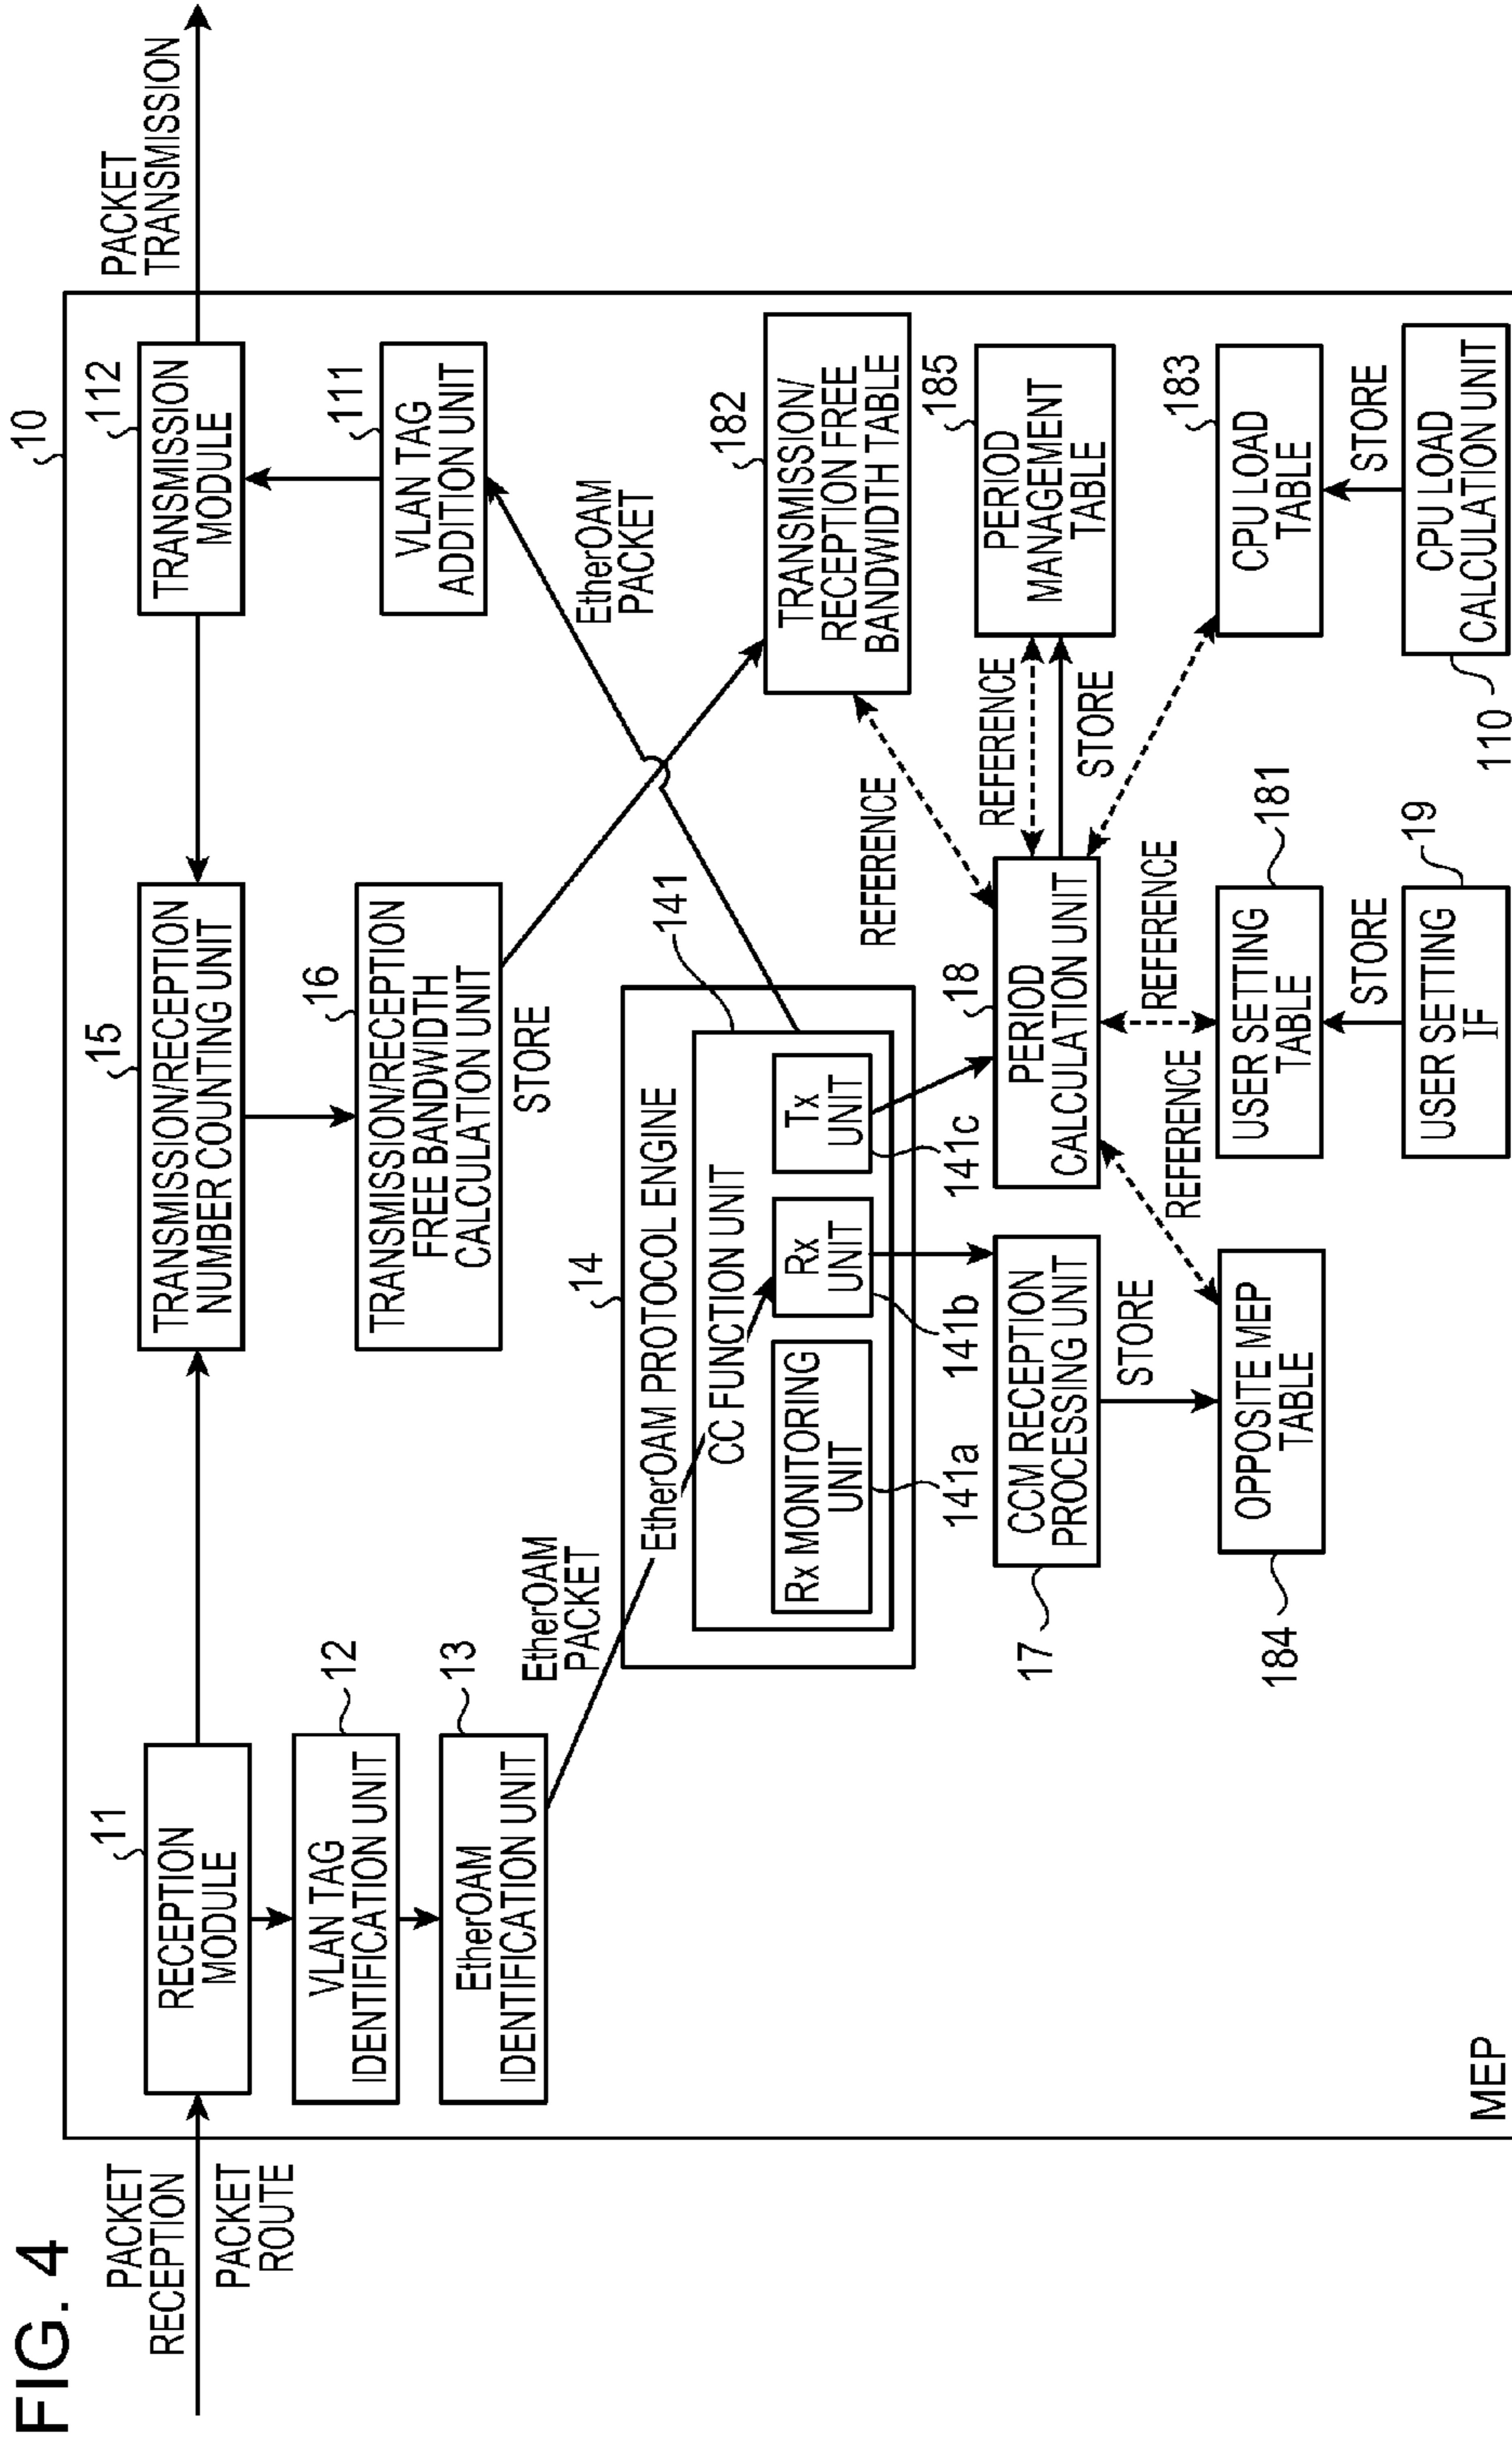 FIG. 4
10
PACKET
RECEPTION
PACKET
ROUTE
PACKET
TRANSMISSION
11
RECEPTION
MODULE
15
TRANSMISSION/RECEPTION
NUMBER COUNTING UNIT
112
TRANSMISSION
MODULE
12
VLAN TAG
IDENTIFICATION UNIT
16
TRANSMISSION/RECEPTION
FREE BANDWIDTH
CALCULATION UNIT
STORE
111
VLAN TAG
ADDITION UNIT
13
EtherOAM
IDENTIFICATION UNIT
EtherOAM
PACKET
EtherOAM
PACKET
14
EtherOAM PROTOCOL ENGINE
141
CC FUNCTION UNIT
Rx MONITORING
UNIT
141a
Rx
UNIT
141b
Tx
UNIT
141c
182
TRANSMISSION/
RECEPTION FREE
BANDWIDTH TABLE
REFERENCE
17
CCM RECEPTION
PROCESSING UNIT
STORE
18
PERIOD
CALCULATION UNIT
REFERENCE
STORE
185
PERIOD
MANAGEMENT
TABLE
184
OPPOSITE MEP
TABLE
REFERENCE
REFERENCE
181
USER SETTING
TABLE
STORE
19
USER SETTING
IF
183
CPU LOAD
TABLE
STORE
110
CPU LOAD
CALCULATION UNIT
MEP